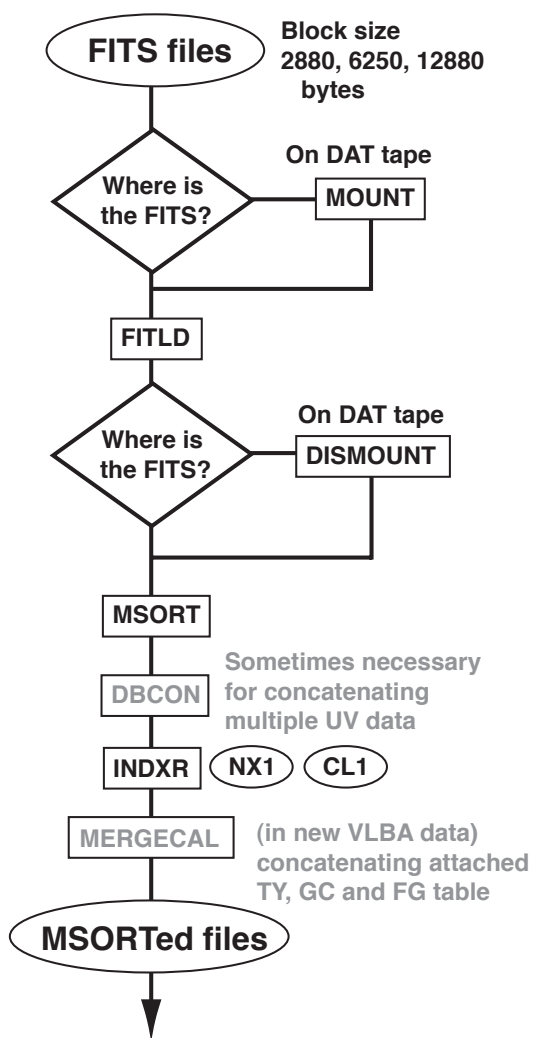 FITS files
Block size
2880, 6250, 12880
bytes
On DAT tape
Where is
the FITS?
MOUNT
FITLD
On DAT tape
Where is
the FITS?
DISMOUNT
MSORT
Sometimes necessary
for concatenating
multiple UV data
DBCON
INDXR
NX1
CL1
MERGECAL
(in new VLBA data)
concatenating attached
TY, GC and FG table
MSORTed files